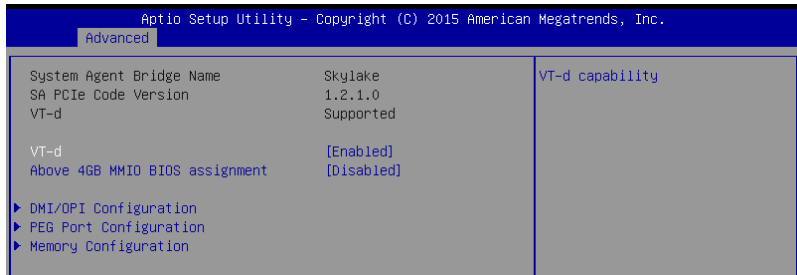 Aptio Setup Utility – Copyright (C) 2015 American Megatrends, Inc.
Advanced
System Agent Bridge Name Skylake
SA PCIe Code Version 1.2.1.0
VT-d Supported
VT-d [Enabled]
Above 4GB MMIO BIOS assignment [Disabled]
DMI/OPI Configuration
PEG Port Configuration
Memory Configuration
VT-d capability